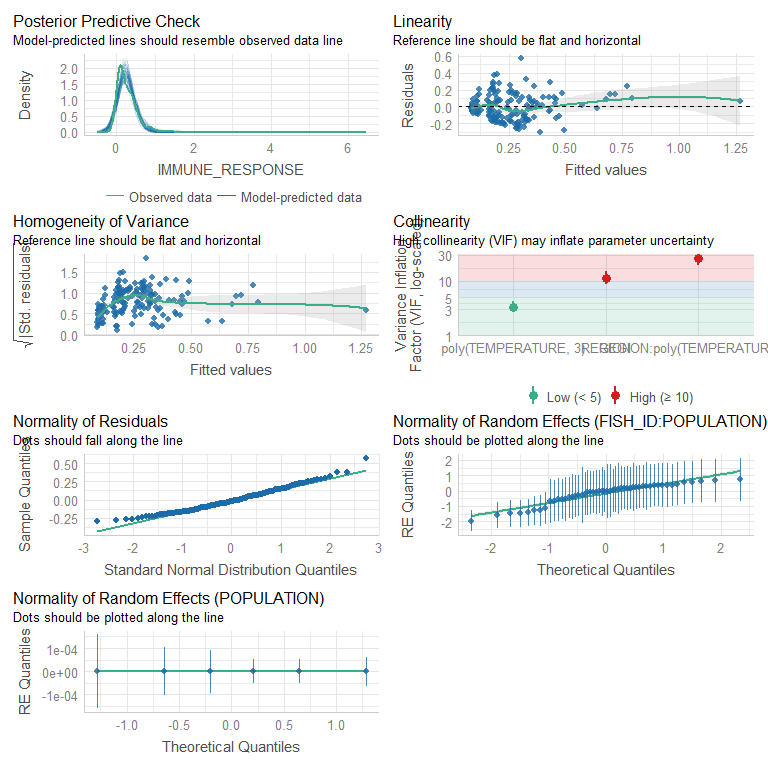 Posterior Predictive Check
Model-predicted lines should resemble observed data line
Density
2.0
1.5
1.0
0.5
0.0
0 2 4 6
IMMUNE_RESPONSE
Observed data Model-predicted data
Linearity
Reference line should be flat and horizontal
Residuals
0.6
0.4
0.2
0.0
-0.2
0.25 0.50 0.75 1.00 1.25
Fitted values
Homogeneity of Variance
Reference line should be flat and horizontal
√|Std. residuals|
1.5
1.0
0.5
0.0
0.25 0.50 0.75 1.00 1.25
Fitted values
Collinearity
High collinearity (VIF) may inflate parameter uncertainty
Variance Inflation
Factor (VIF, log-scaled)
30
10
5
3
1
poly(TEMPERATURE, 3) REGION REGION:poly(TEMPERATUR
Low (< 5) High (≥ 10)
Normality of Residuals
Dots should fall along the line
Sample Quantiles
0.50
0.25
0.00
-0.25
-3 -2 -1 0 1 2 3
Standard Normal Distribution Quantiles
Normality of Random Effects (FISH_ID:POPULATION)
Dots should be plotted along the line
RE Quantiles
2
1
0
-1
-2
-2 -1 0 1 2
Theoretical Quantiles
Normality of Random Effects (POPULATION)
Dots should be plotted along the line
RE Quantiles
1e-04
0e+00
-1e-04
-1.0 -0.5 0.0 0.5 1.0
Theoretical Quantiles